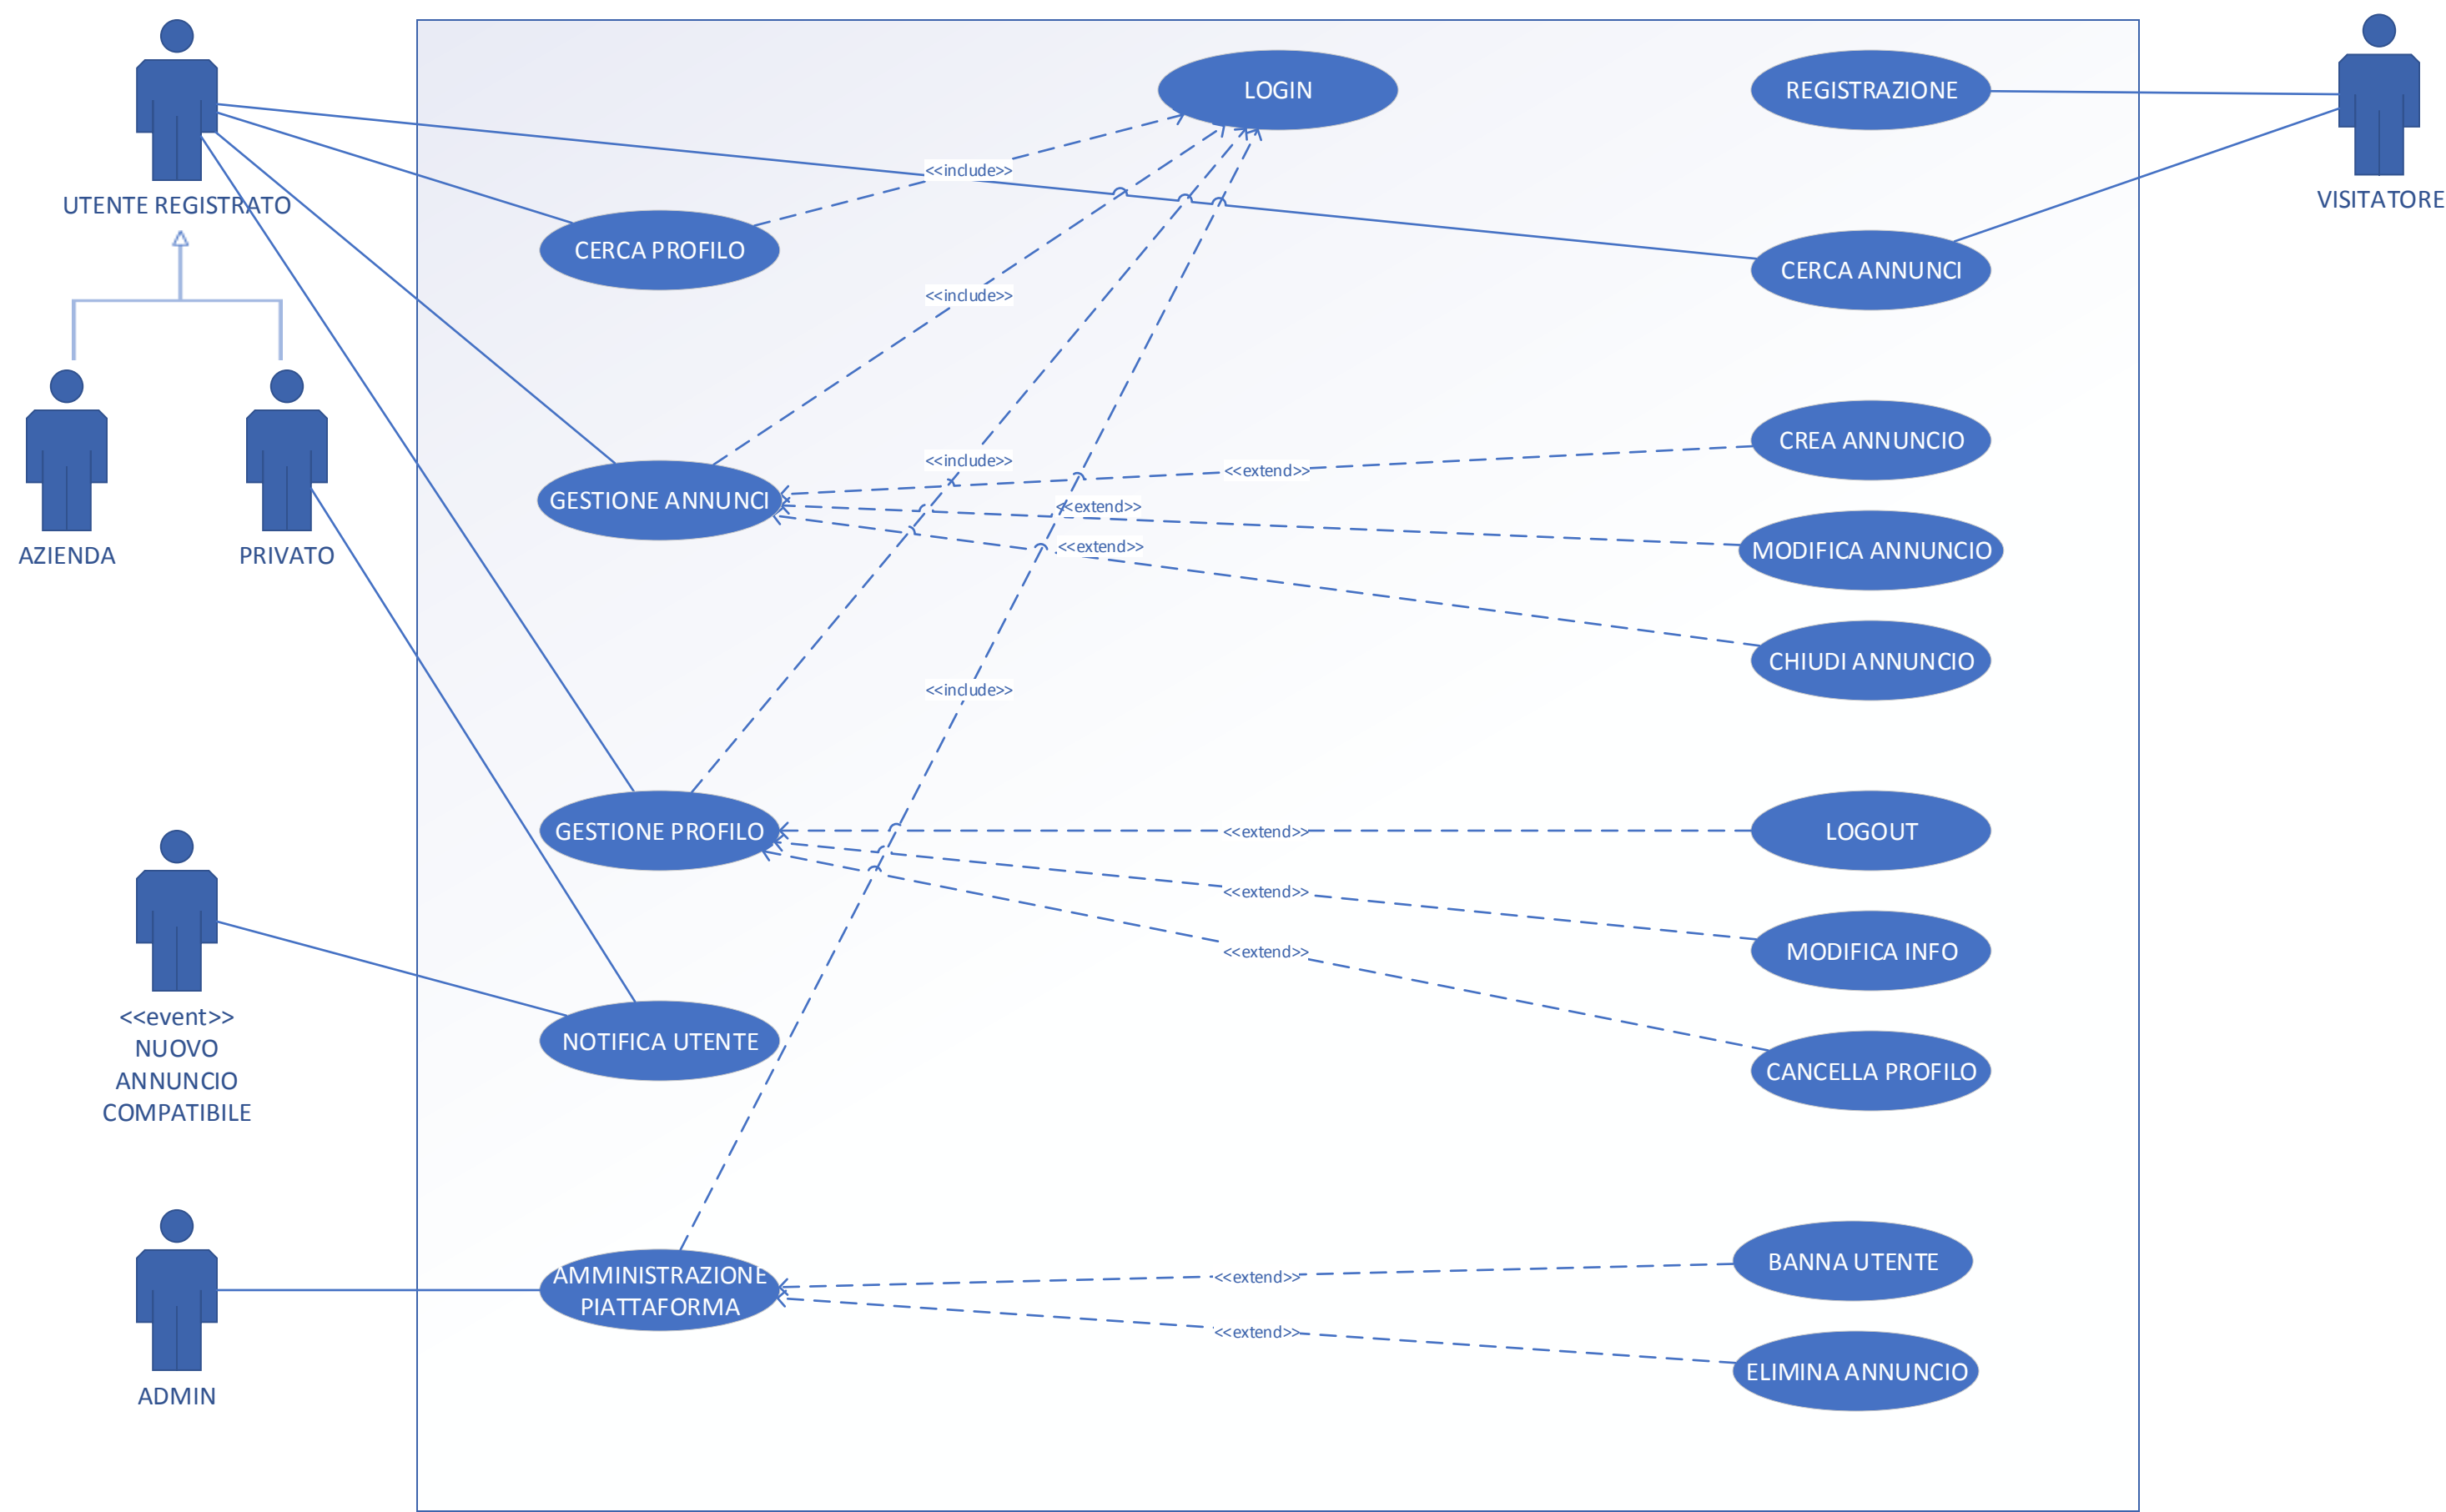 LOGIN
REGISTRAZIONE
UTENTE REGISTRATO
VISITATORE
<<include>>
CERCA PROFILO
CERCA ANNUNCI
<<include>>
AZIENDA
PRIVATO
<<include>>
GESTIONE ANNUNCI
<<extend>>
CREA ANNUNCIO
<<extend>>
MODIFICA ANNUNCIO
<<extend>>
CHIUDI ANNUNCIO
<<include>>
GESTIONE PROFILO
<<extend>>
LOGOUT
<<extend>>
MODIFICA INFO
<<extend>>
CANCELLA PROFILO
<<event>>
NUOVO
ANNUNCIO
COMPATIBILE
NOTIFICA UTENTE
ADMIN
AMMINISTRAZIONE
PIATTAFORMA
<<extend>>
BANNA UTENTE
<<extend>>
ELIMINA ANNUNCIO